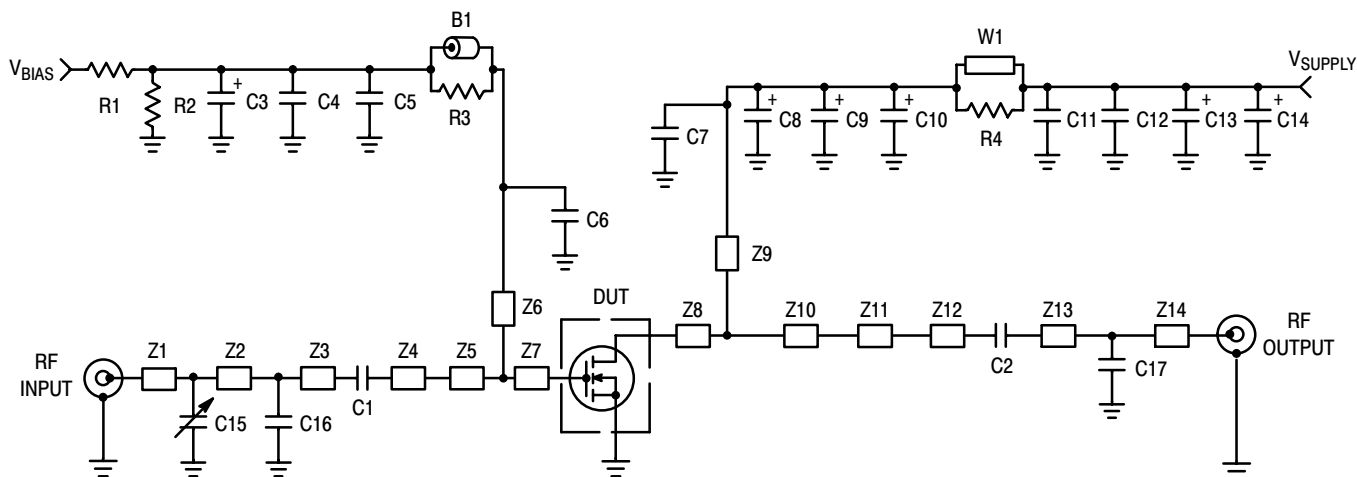 B1
W1
V_BIAS
V_SUPPLY
R1
R2
+
C3
C4
C5
R3
C7
+
C8
+
C9
+
C10
R4
C11
C12
+
C13
+
C14
C6
Z9
Z6
DUT
Z8
Z10
Z11
Z12
C2
Z13
Z14
RF
OUTPUT
RF
INPUT
Z1
Z2
Z3
C1
Z4
Z5
Z7
C17
C15
C16